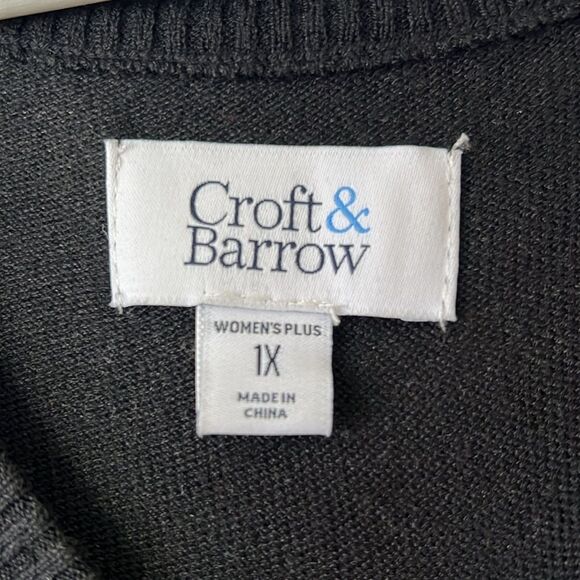 Croft&
Barrow
WOMEN'S PLUS
1X
MADE IN
CHINA